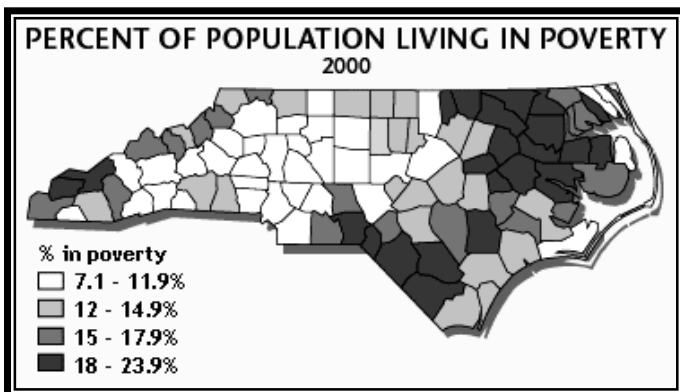 PERCENT OF POPULATION LIVING IN POVERTY
2000
% in poverty
7.1 - 11.9%
12 - 14.9%
15 - 17.9%
18 - 23.9%